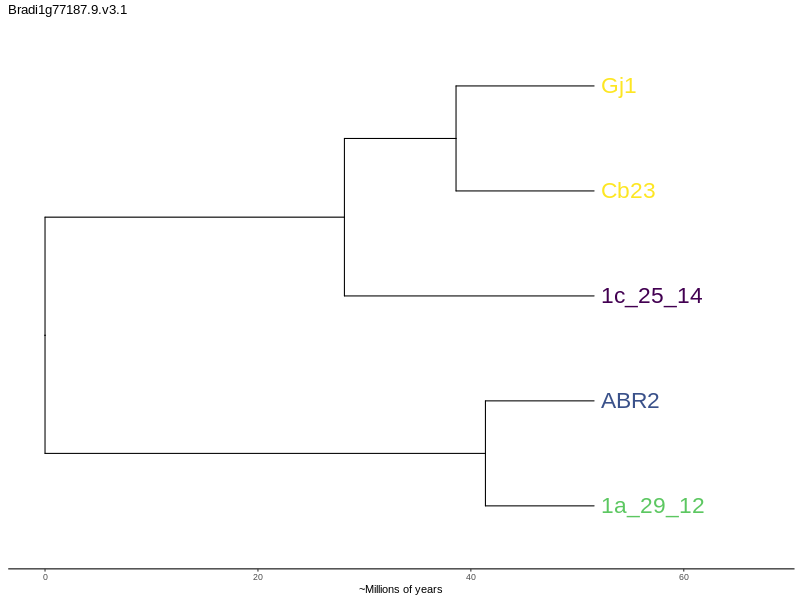 Bradi1g77187.9.v3.1
Gj1
Cb23
1c_25_14
ABR2
1a_29_12
0 20 40 60
~Millions of years